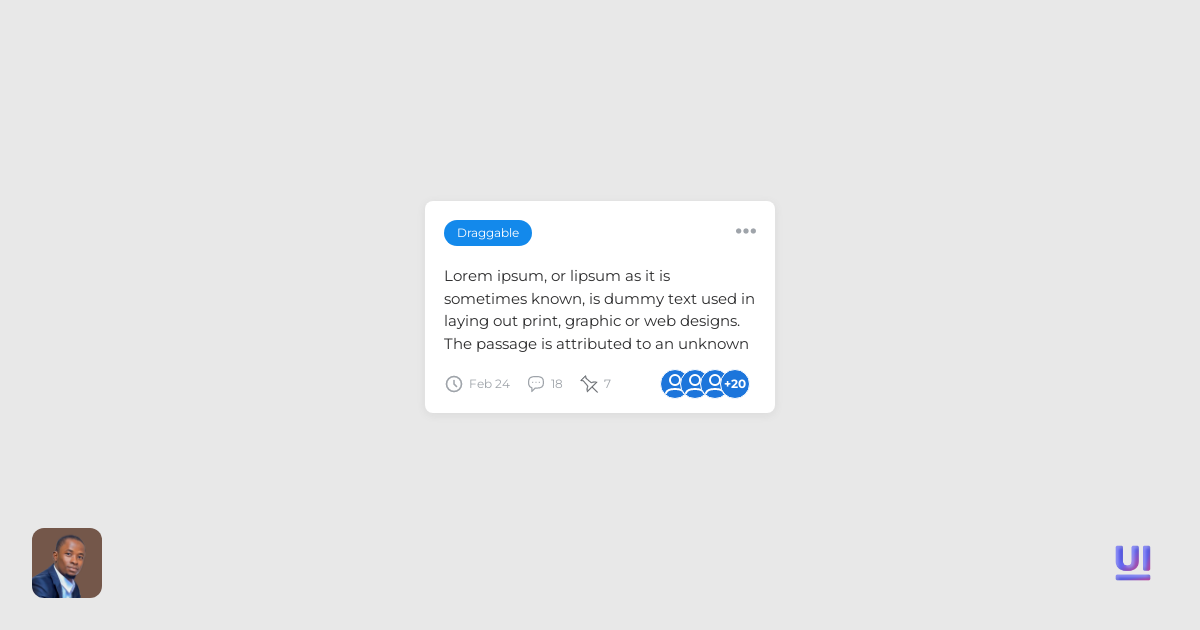 Draggable
Lorem ipsum, or lipsum as it is
sometimes known, is dummy text used in
laying out print, graphic or web designs.
The passage is attributed to an unknown
Feb 24 18 7 +20
UI